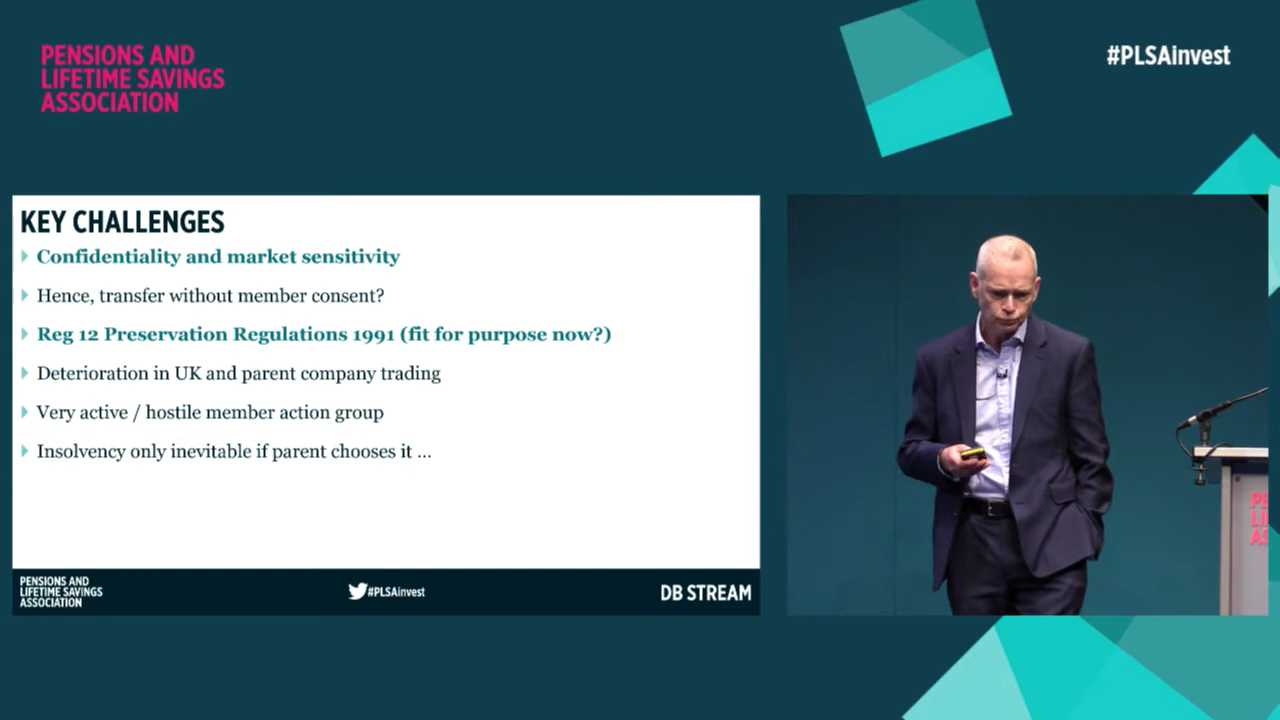 PENSIONS AND
LIFETIME SAVINGS
ASSOCIATION
#PLSAinvest
KEY CHALLENGES
Confidentiality and market sensitivity
Hence, transfer without member consent?
Reg 12 Preservation Regulations 1991 (fit for purpose now?)
Deterioration in UK and parent company trading
Very active / hostile member action group
Insolvency only inevitable if parent chooses it ...
PENSIONS AND
LIFETIME SAVINGS
ASSOCIATION
#PLSAinvest
DB STREAM